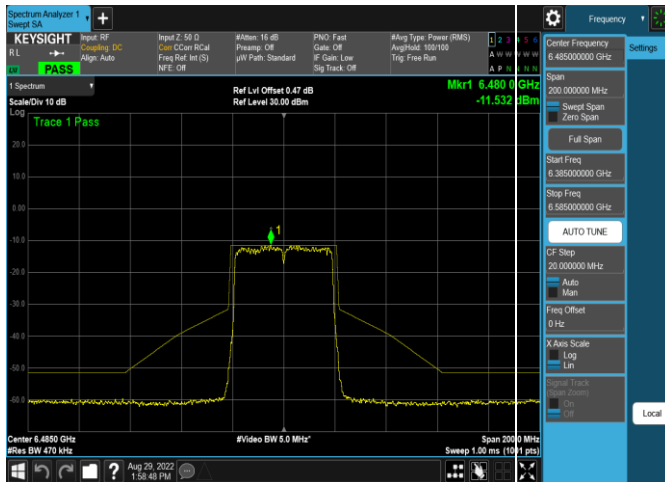 Spectrum Analyzer 1
Swept SA
KEYSIGHT
R L
PASS
Input: RF
Coupling: DC
Align: Auto
Input Z: 50 Ω
Corr CCorr RCal
Freq Ref: Int (S)
NFE: Off
#Atten: 16 dB
Preamp: Off
µW Path: Standard
PNO: Fast
Gate: Off
IF Gain: Low
Sig Track: Off
#Avg Type: Power (RMS)
Avg|Hold: 100/100
Trig: Free Run
1 2 3 4 5 6
A W W W W W
A P N N N N
1 Spectrum
Scale/Div 10 dB
Ref Lvl Offset 0.47 dB
Ref Level 30.00 dBm
Mkr1 6.480 0 GHz
-11.532 dBm
Log
Trace 1 Pass
20.0
10.0
0.00
-10.0
-20.0
-30.0
-40.0
-50.0
-60.0
1
Center 6.4850 GHz
#Res BW 470 kHz
#Video BW 5.0 MHz*
Span 200.0 MHz
Sweep 1.00 ms (1001 pts)
Aug 29, 2022
1:58:48 PM
Frequency
Settings
Center Frequency
6.485000000 GHz
Span
200.000000 MHz
Swept Span
Zero Span
Full Span
Start Freq
6.385000000 GHz
Stop Freq
6.585000000 GHz
AUTO TUNE
CF Step
20.000000 MHz
Auto
Man
Freq Offset
0 Hz
X Axis Scale
Log
Lin
Signal Track
(Span Zoom)
On
Off
Local